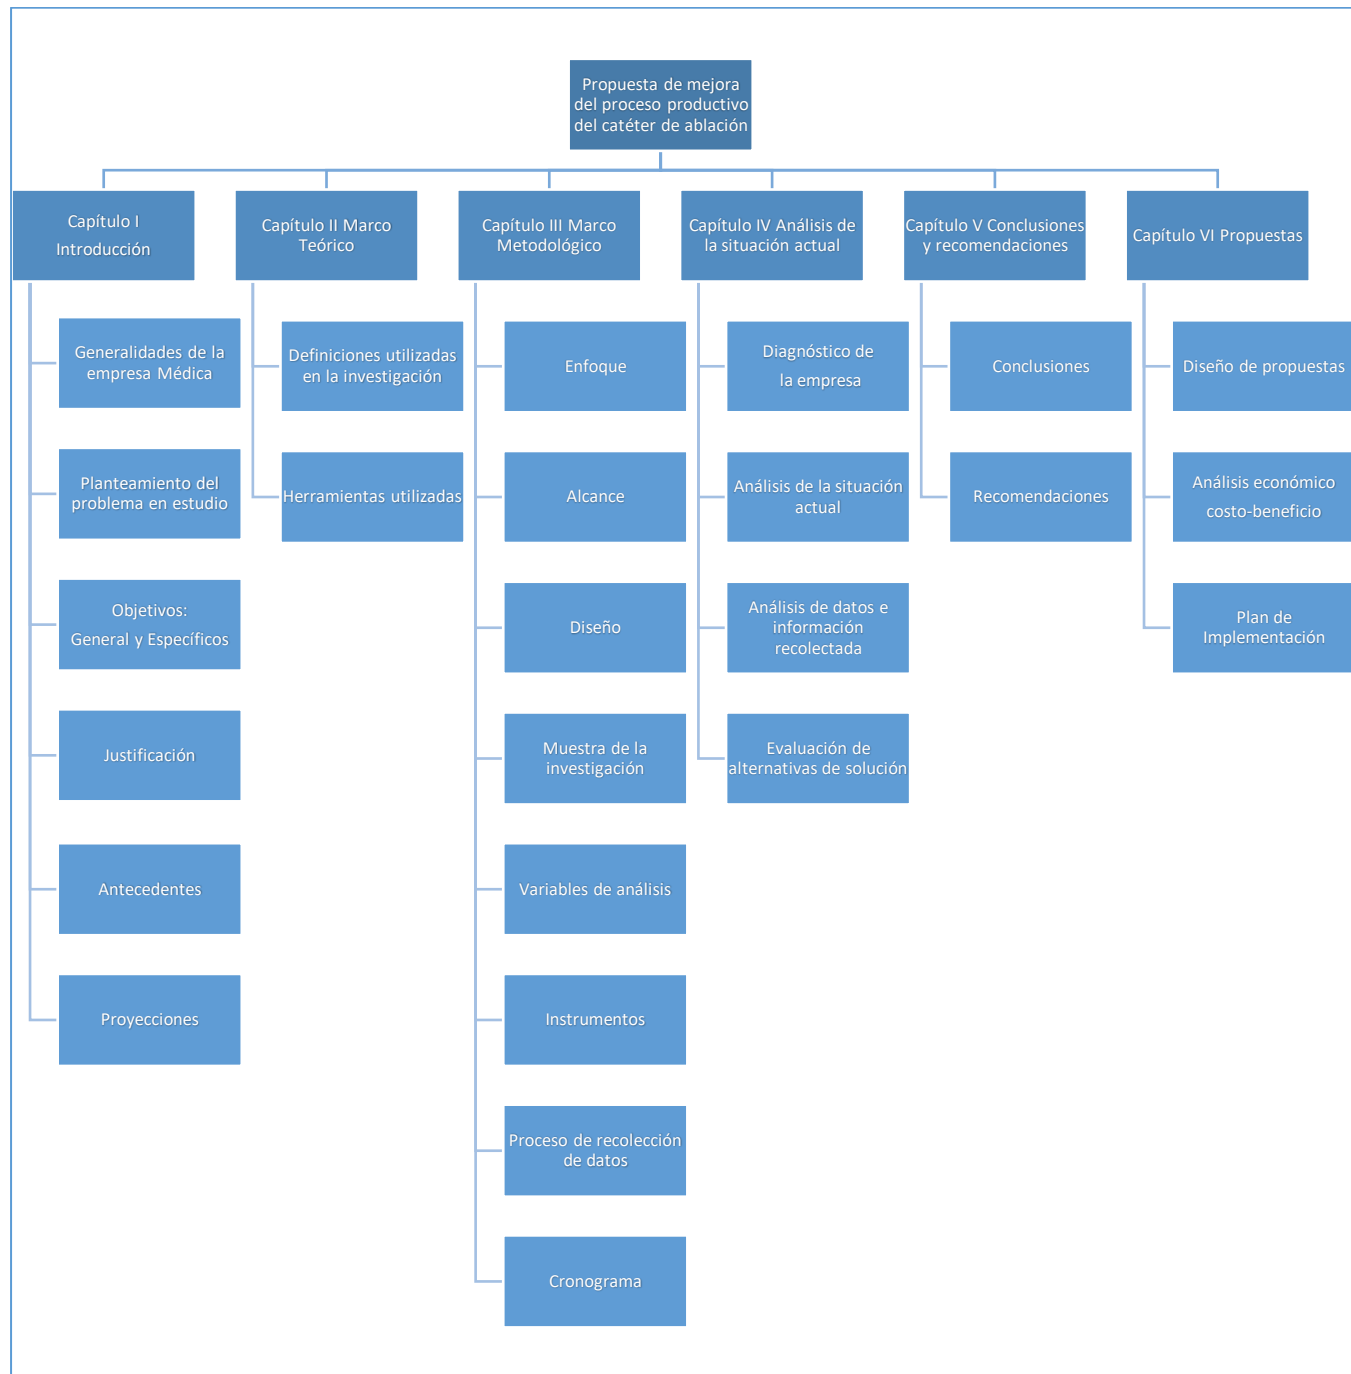 Propuesta de mejora
del proceso productivo
del catéter de ablación
Capítulo I
Introducción
Generalidades de la
empresa Médica
Planteamiento del
problema en estudio
Objetivos:
General y Específicos
Justificación
Antecedentes
Proyecciones
Capítulo II Marco
Teórico
Definiciones utilizadas
en la investigación
Herramientas utilizadas
Capítulo III Marco
Metodológico
Enfoque
Alcance
Diseño
Muestra de la
investigación
Variables de análisis
Instrumentos
Proceso de recolección
de datos
Cronograma
Capítulo IV Análisis de
la situación actual
Diagnóstico de
la empresa
Análisis de la situación
actual
Análisis de datos e
información
recolectada
Evaluación de
alternativas de solución
Capítulo V Conclusiones
y recomendaciones
Conclusiones
Recomendaciones
Capítulo VI Propuestas
Diseño de propuestas
Análisis económico
costo-beneficio
Plan de
Implementación